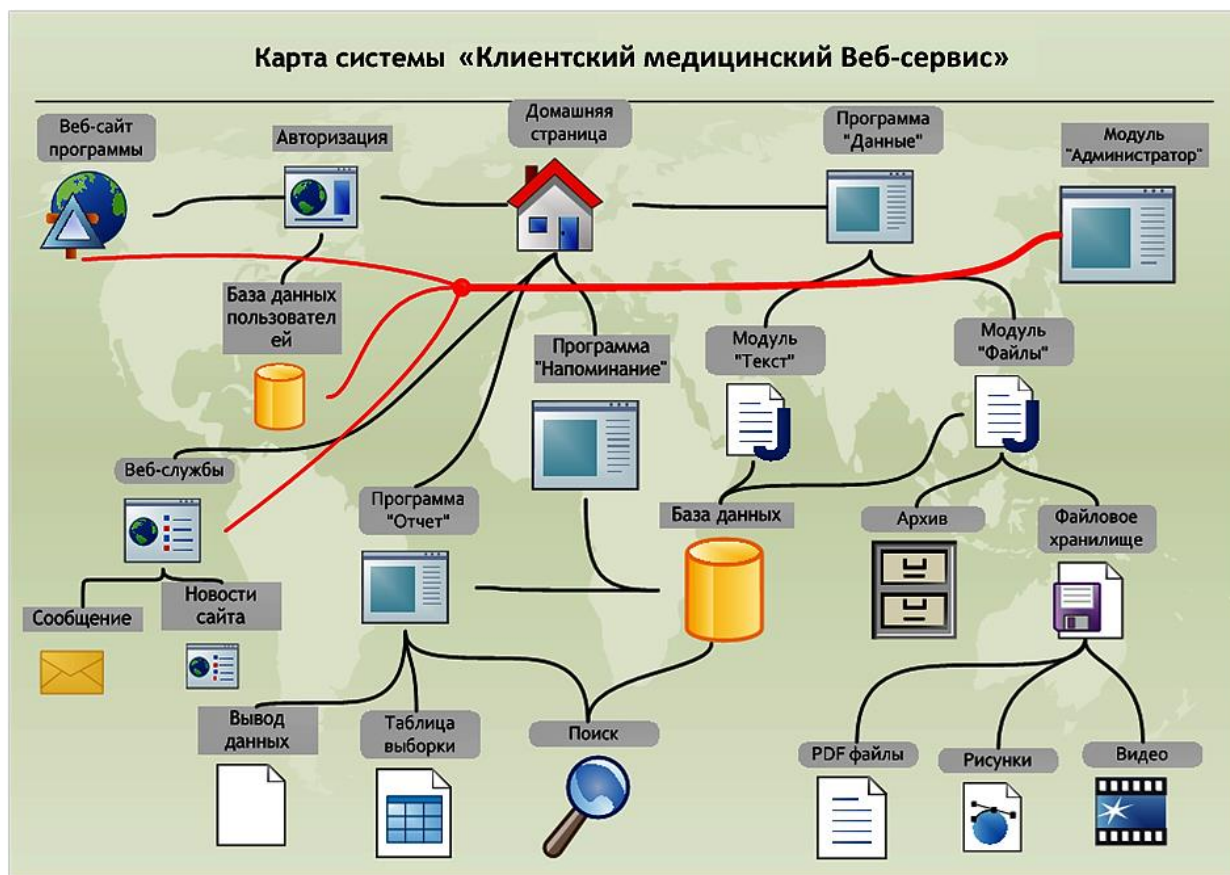 Карта системы «Клиентский медицинский Веб-сервис»
Веб-сайт
программы
Авторизация
Домашняя
страница
Программа
"Данные"
Модуль
"Администратор"
База данных
пользовател
ей
Программа
"Напоминание"
Модуль
"Текст"
Модуль
"Файлы"
Веб-службы
Программа
"Отчет"
База данных
Архив
Файловое
хранилище
Сообщение
Новости
сайта
Вывод
данных
Таблица
выборки
Поиск
PDF файлы
Рисунки
Видео